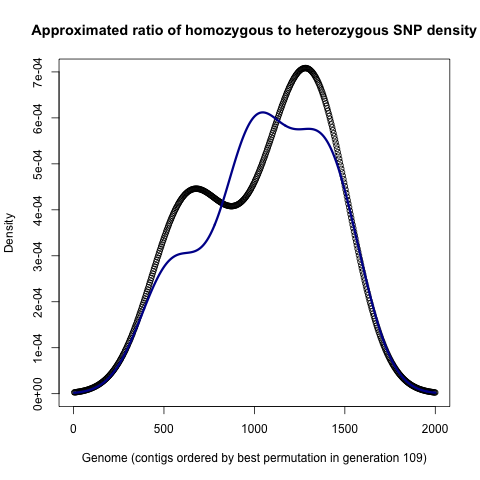 Approximated ratio of homozygous to heterozygous SNP density
Density
7e-04
6e-04
5e-04
4e-04
3e-04
2e-04
1e-04
0e+00
0 500 1000 1500 2000
Genome (contigs ordered by best permutation in generation 109)